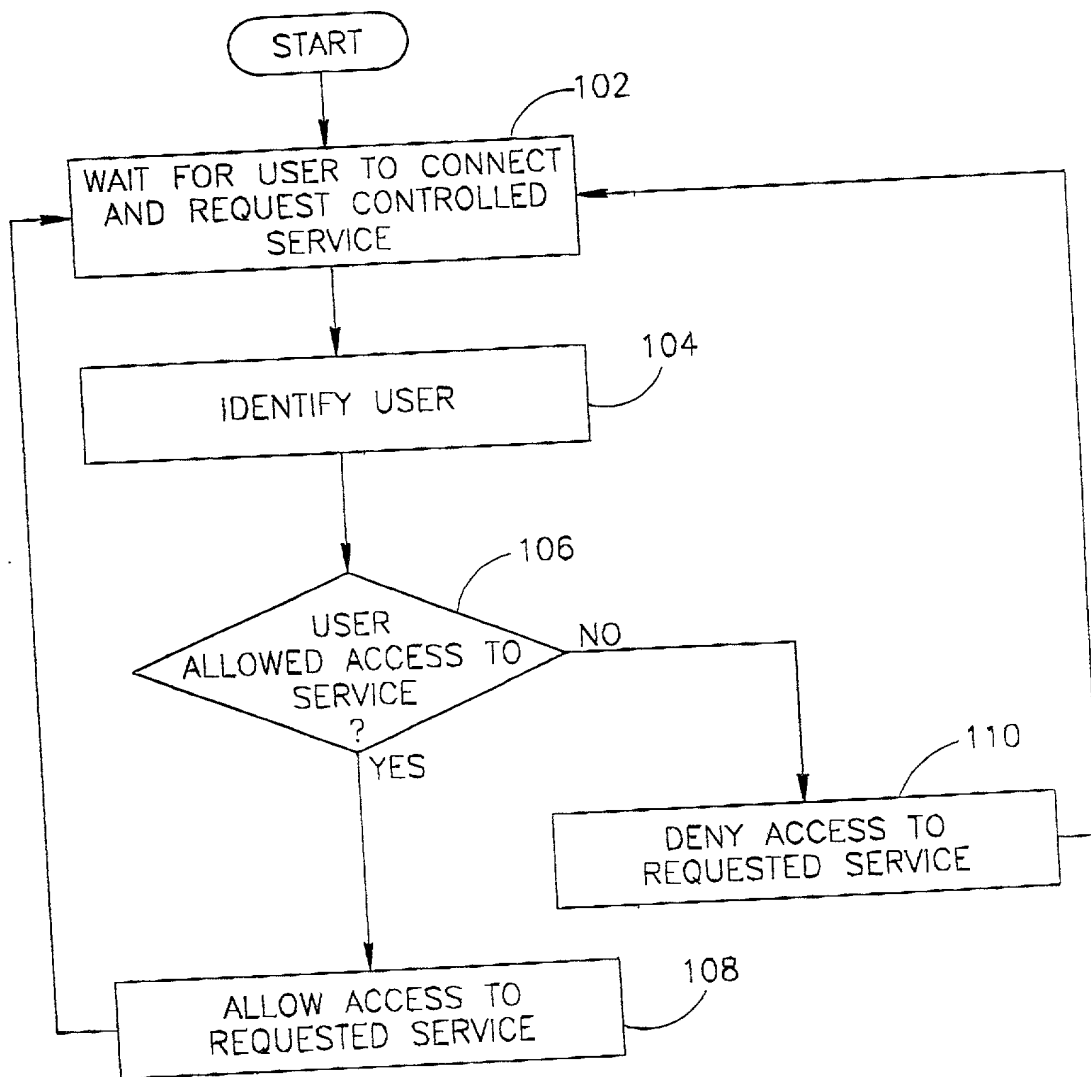 START
102
WAIT FOR USER TO CONNECT
AND REQUEST CONTROLLED
SERVICE
104
IDENTIFY USER
106
USER
ALLOWED ACCESS TO
SERVICE
?
NO
YES
110
DENY ACCESS TO
REQUESTED SERVICE
108
ALLOW ACCESS TO
REQUESTED SERVICE